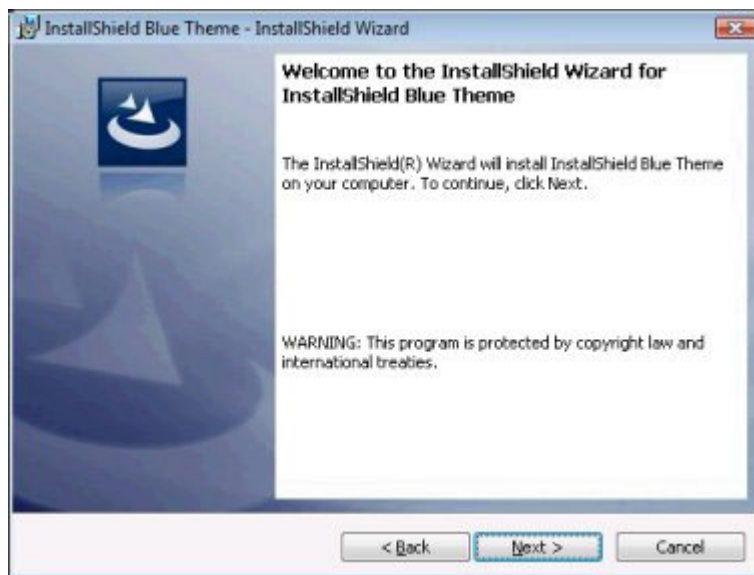 InstallShield Blue Theme - InstallShield Wizard
Welcome to the InstallShield Wizard for
InstallShield Blue Theme
The InstallShield(R) Wizard will install InstallShield Blue Theme
on your computer. To continue, click Next.
WARNING: This program is protected by copyright law and
international treaties.
< Back
Next >
Cancel